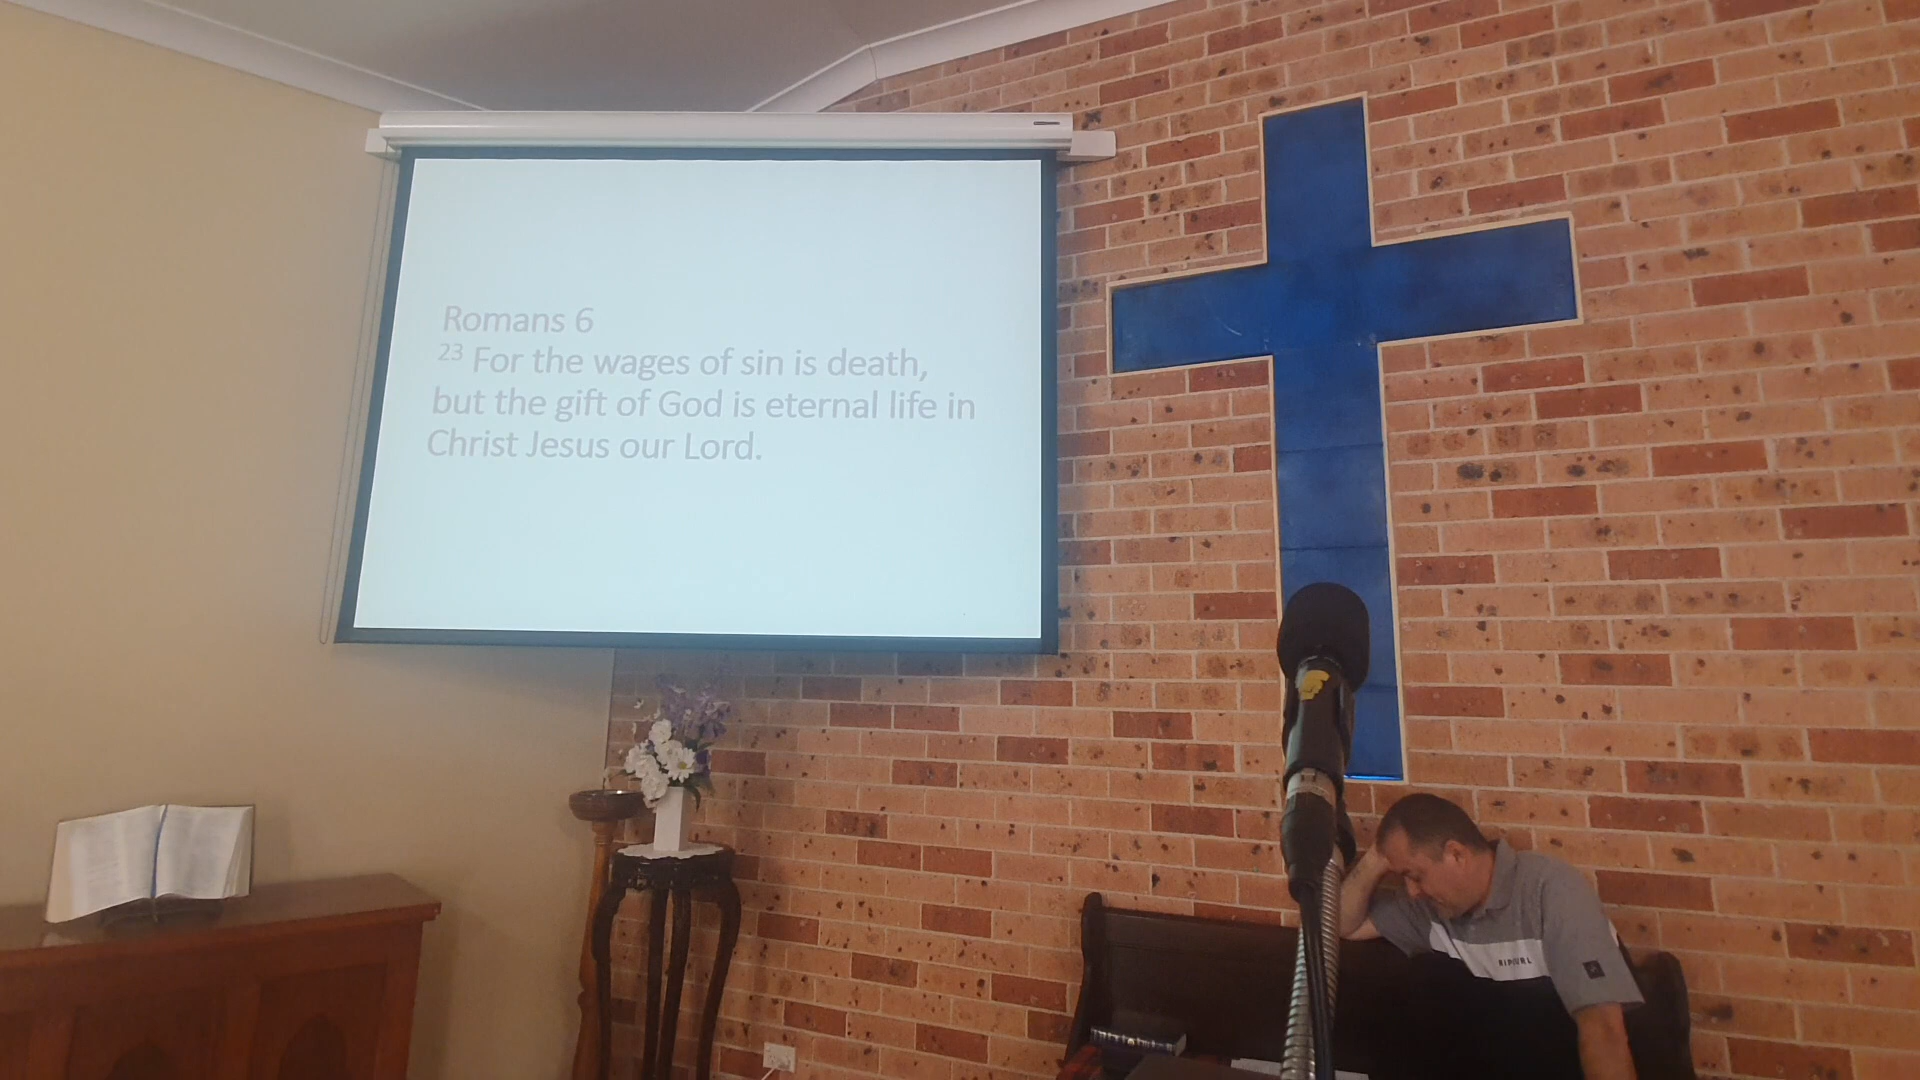 Romans 6
23 For the wages of sin is death,
but the gift of God is eternal life in
Christ Jesus our Lord.
RIPCURL